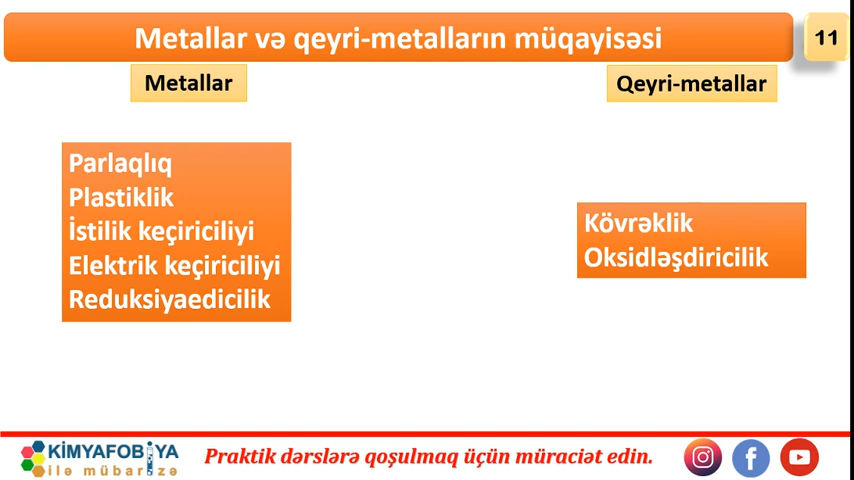 Metallar və qeyri-metalların müqayisəsi
11
Metallar
Qeyri-metallar
Parlaqlıq
Plastiklik
İstilik keçiriciliyi
Elektrik keçiriciliyi
Reduksiyaedicilik
Kövrəklik
Oksidləşdiricilik
KİMYAFOBİYA
ilə mübarizə
Praktik dərslərə qoşulmaq üçün müraciət edin.